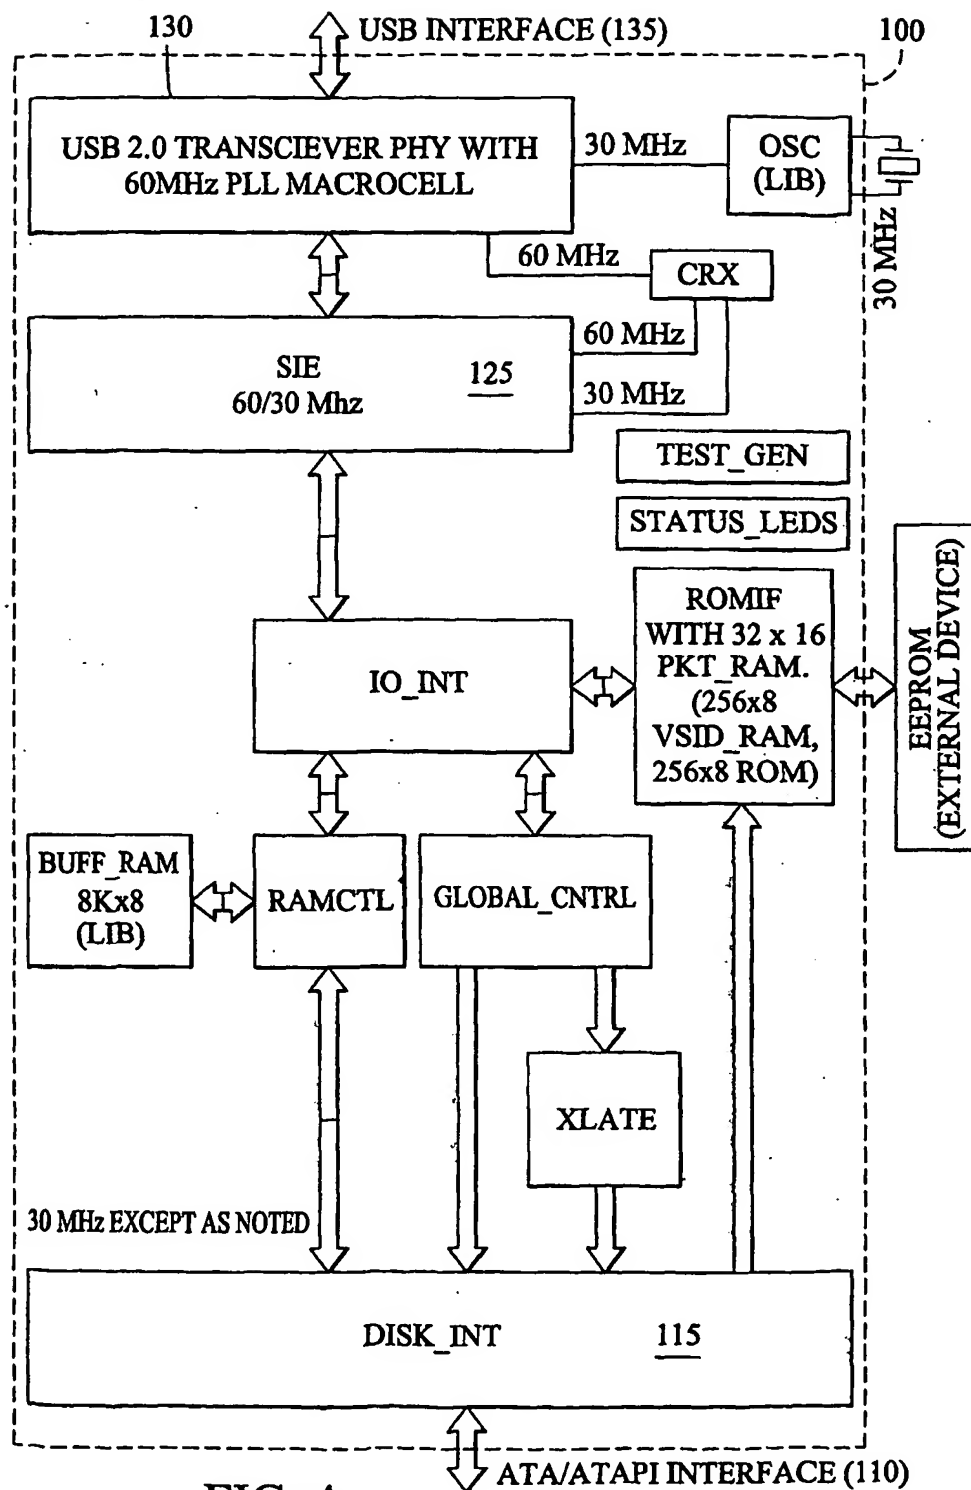 130
USB INTERFACE (135)
100
USB 2.0 TRANSCIEVER PHY WITH
60MHz PLL MACROCELL
30 MHz
OSC
(LIB)
30 MHz
60 MHz
CRX
SIE
60/30 Mhz
125
60 MHz
30 MHz
TEST_GEN
STATUS_LEDS
IO_INT
ROMIF
WITH 32 x 16
PKT_RAM.
(256x8
VSID_RAM,
256x8 ROM)
EEPROM
(EXTERNAL DEVICE)
BUFF_RAM
8Kx8
(LIB)
RAMCTL
GLOBAL_CNTRL
XLATE
30 MHz EXCEPT AS NOTED
DISK_INT
115
ATA/ATAPI INTERFACE (110)